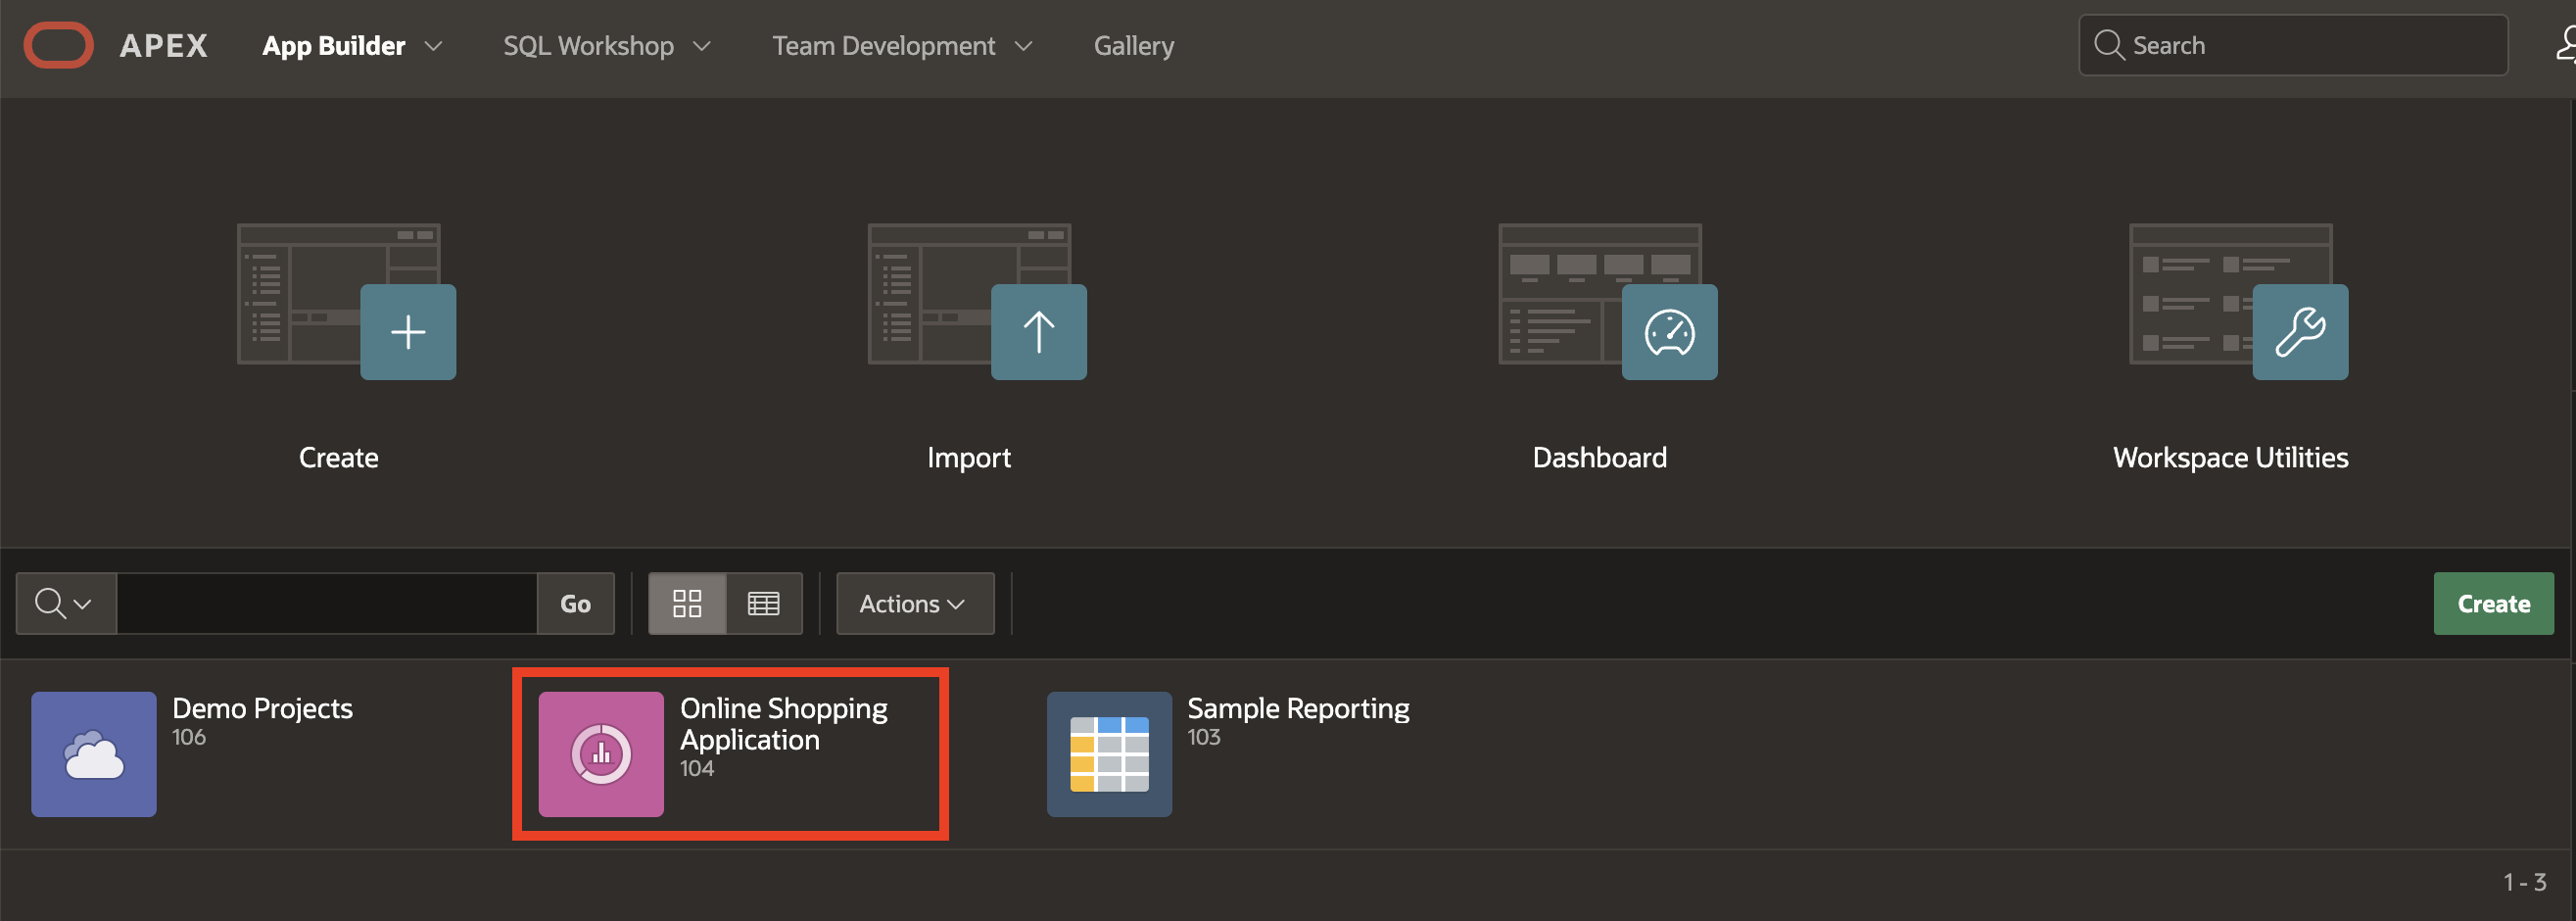 APEX App Builder SQL Workshop Team Development Gallery Search
Create Import Dashboard Workspace Utilities
Go Actions Create
Demo Projects
106
Online Shopping
Application
104
Sample Reporting
103
1 - 3